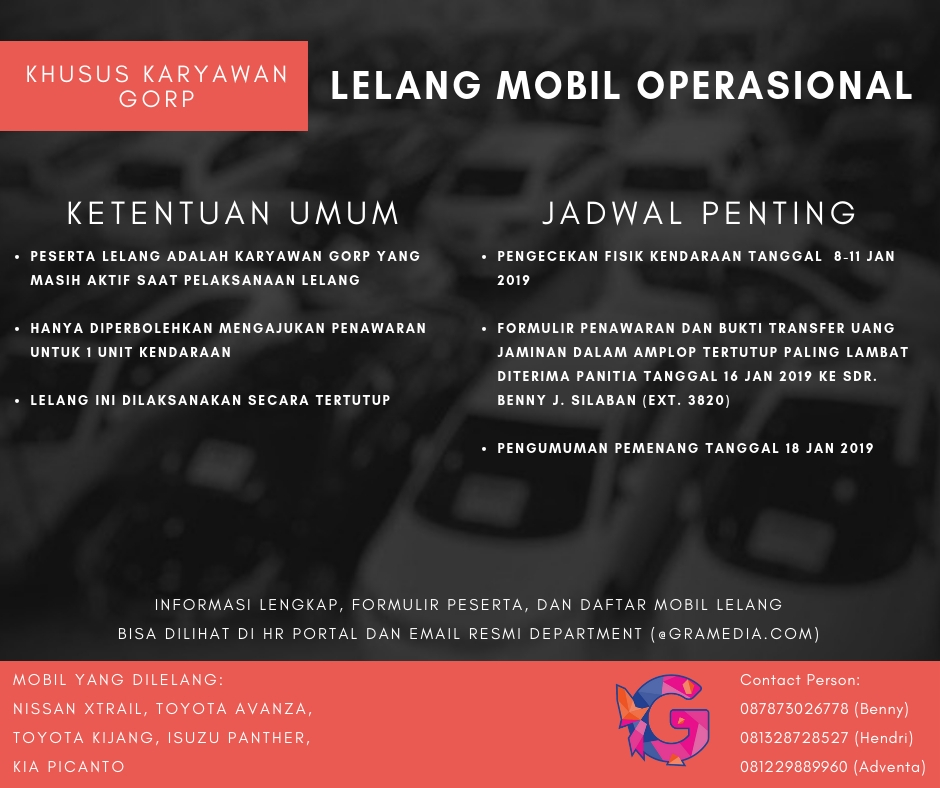 KHUSUS KARYAWAN
GORP
LELANG MOBIL OPERASIONAL
KETENTUAN UMUM
• PESERTA LELANG ADALAH KARYAWAN GORP YANG
MASIH AKTIF SAAT PELAKSANAAN LELANG
• HANYA DIPERBOLEHKAN MENGAJUKAN PENAWARAN
UNTUK 1 UNIT KENDARAAN
• LELANG INI DILAKSANAKAN SECARA TERTUTUP
JADWAL PENTING
• PENGECEKAN FISIK KENDARAAN TANGGAL 8-11 JAN
2019
• FORMULIR PENAWARAN DAN BUKTI TRANSFER UANG
JAMINAN DALAM AMPLOP TERTUTUP PALING LAMBAT
DITERIMA PANITIA TANGGAL 16 JAN 2019 KE SDR.
BENNY J. SILABAN (EXT. 3820)
• PENGUMUMAN PEMENANG TANGGAL 18 JAN 2019
INFORMASI LENGKAP, FORMULIR PESERTA, DAN DAFTAR MOBIL LELANG
BISA DILIHAT DI HR PORTAL DAN EMAIL RESMI DEPARTMENT (@GRAMEDIA.COM)
MOBIL YANG DILELANG:
NISSAN XTRAIL, TOYOTA AVANZA,
TOYOTA KIJANG, ISUZU PANTHER,
KIA PICANTO
G
Contact Person:
087873026778 (Benny)
081328728527 (Hendri)
081229889960 (Adventa)